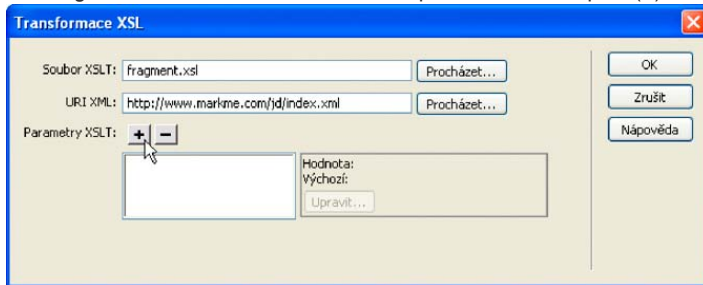 Transformace XSL
Soubor XSLT: fragment.xsl Procházet... OK
URI XML: http://www.markme.com/jd/index.xml Procházet... Zrušit
Parametry XSLT: + − Nápověda
Hodnota:
Výchozí:
Upravit...